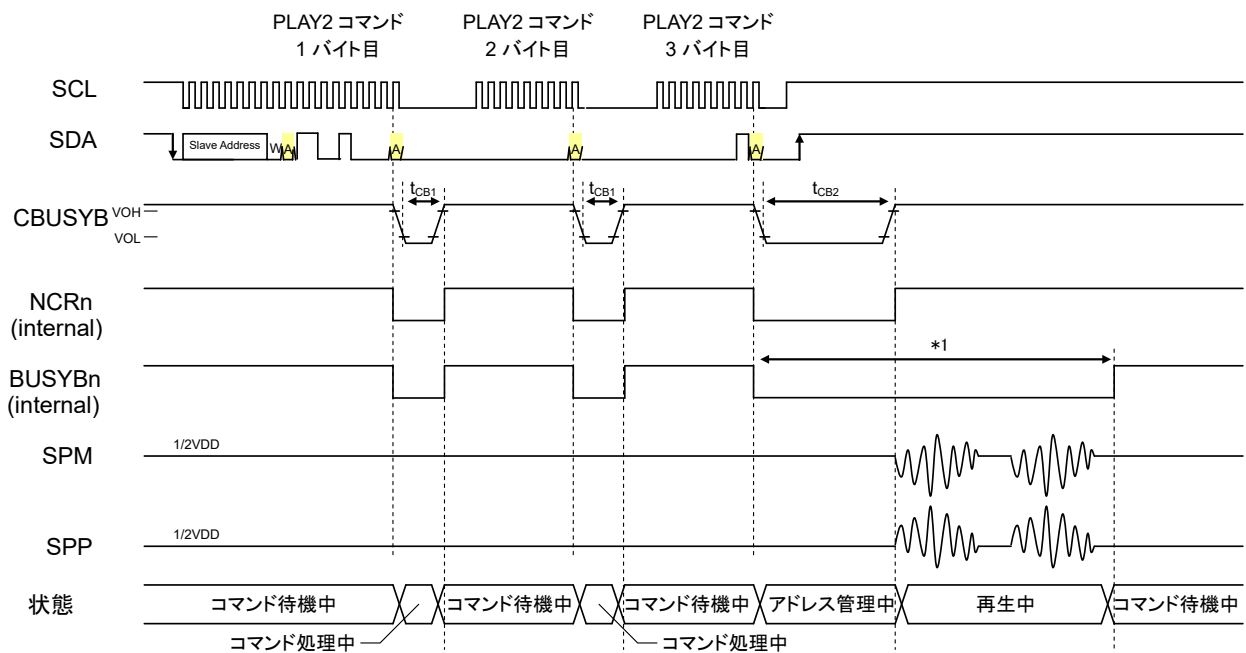 PLAY2 コマンド
1 バイト目
PLAY2 コマンド
2 バイト目
PLAY2 コマンド
3 バイト目
SCL
SDA
Slave Address
W
A
A
A
A
CBUSYB
VOH
VOL
tCB1
tCB1
tCB2
NCRn
(internal)
BUSYBn
(internal)
*1
SPM
1/2VDD
SPP
1/2VDD
状態
コマンド待機中
コマンド待機中
コマンド待機中
アドレス管理中
再生中
コマンド待機中
コマンド処理中
コマンド処理中